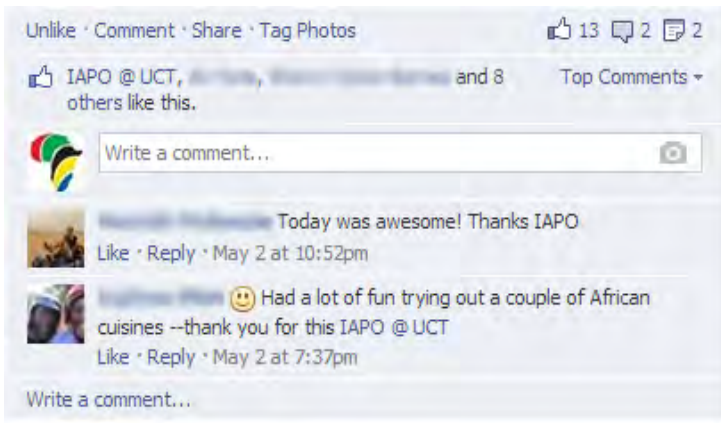 Unlike · Comment · Share · Tag Photos 13 2 2
IAPO @ UCT, and 8 Top Comments
others like this.
Write a comment...
Today was awesome! Thanks IAPO
Like · Reply · May 2 at 10:52pm
Had a lot of fun trying out a couple of African
cuisines --thank you for this IAPO @ UCT
Like · Reply · May 2 at 7:37pm
Write a comment...